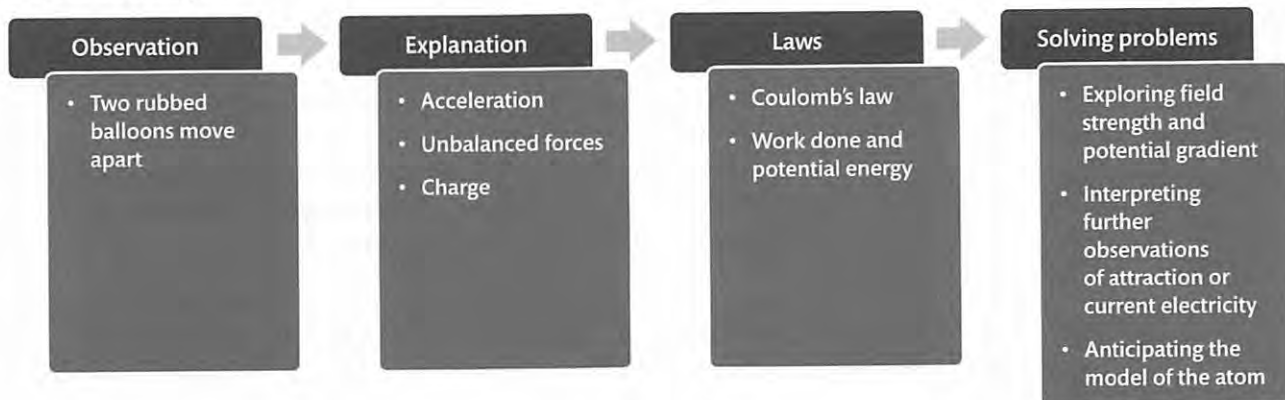 Observation
• Two rubbed
balloons move
apart
Explanation
• Acceleration
• Unbalanced forces
• Charge
Laws
• Coulomb's law
• Work done and
potential energy
Solving problems
• Exploring field
strength and
potential gradient
• Interpreting
further
observations
of attraction or
current electricity
• Anticipating the
model of the atom